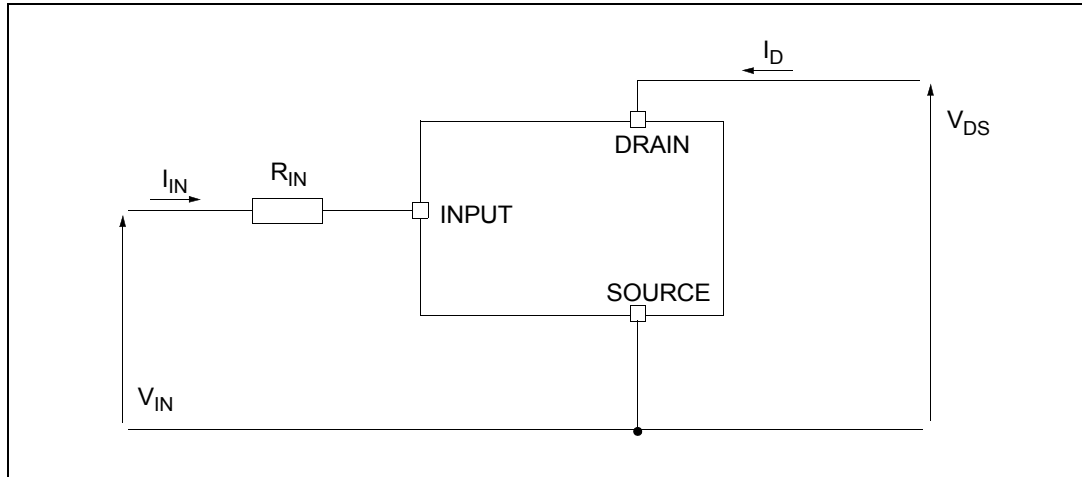 I_D
DRAIN
V_DS
I_IN
R_IN
INPUT
SOURCE
V_IN